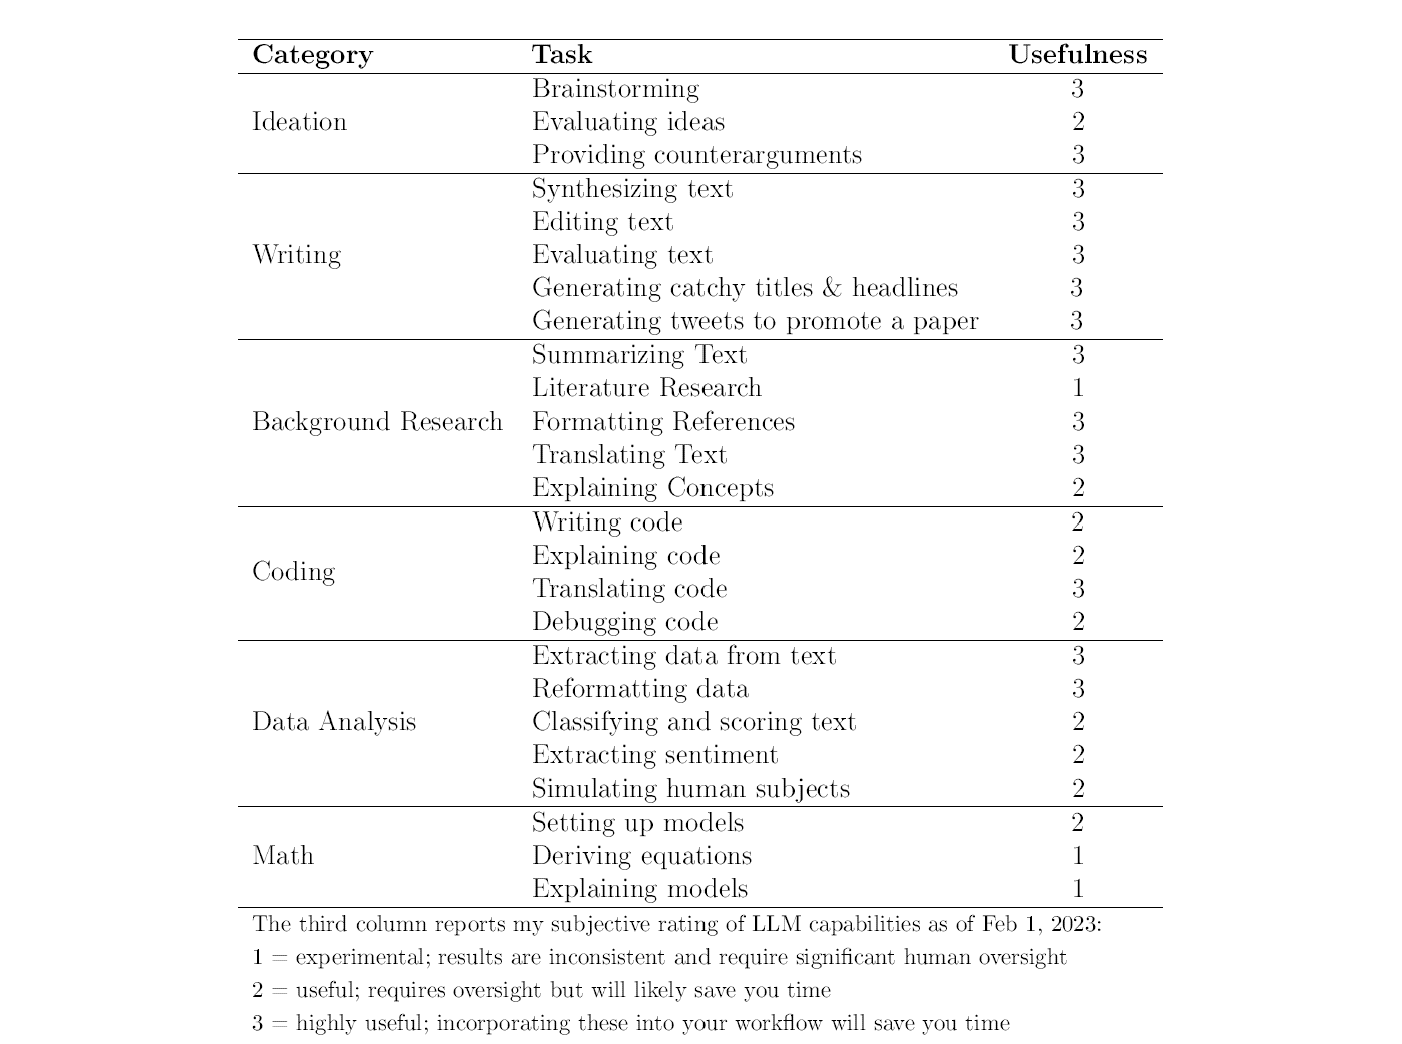 Category Task Usefulness
Brainstorming 3
Ideation Evaluating ideas 2
Providing counterarguments 3
Synthesizing text 3
Editing text 3
Writing Evaluating text 3
Generating catchy titles & headlines 3
Generating tweets to promote a paper 3
Summarizing Text 3
Literature Research 1
Background Research Formatting References 3
Translating Text 3
Explaining Concepts 2
Writing code 2
Explaining code 2
Coding
Translating code 3
Debugging code 2
Extracting data from text 3
Reformatting data 3
Data Analysis Classifying and scoring text 2
Extracting sentiment 2
Simulating human subjects 2
Setting up models 2
Math Deriving equations 1
Explaining models 1
The third column reports my subjective rating of LLM capabilities as of Feb 1, 2023:
1 = experimental; results are inconsistent and require significant human oversight
2 = useful; requires oversight but will likely save you time
3 = highly useful; incorporating these into your workflow will save you time